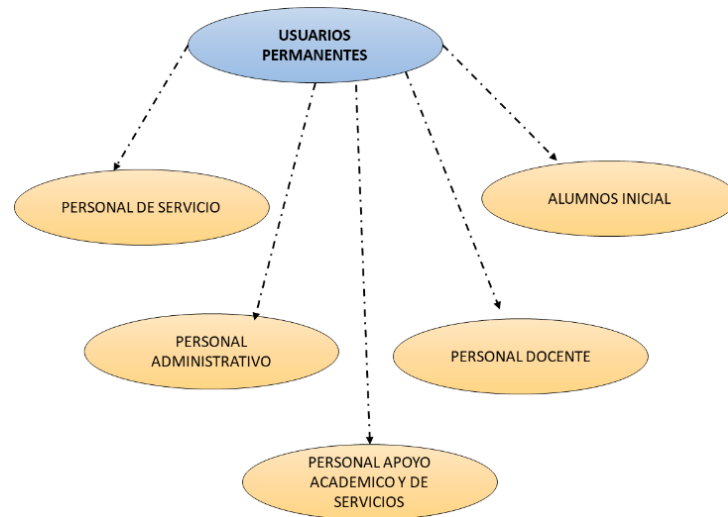 USUARIOS
PERMANENTES
PERSONAL DE SERVICIO
ALUMNOS INICIAL
PERSONAL
ADMINISTRATIVO
PERSONAL DOCENTE
PERSONAL APOYO
ACADEMICO Y DE
SERVICIOS